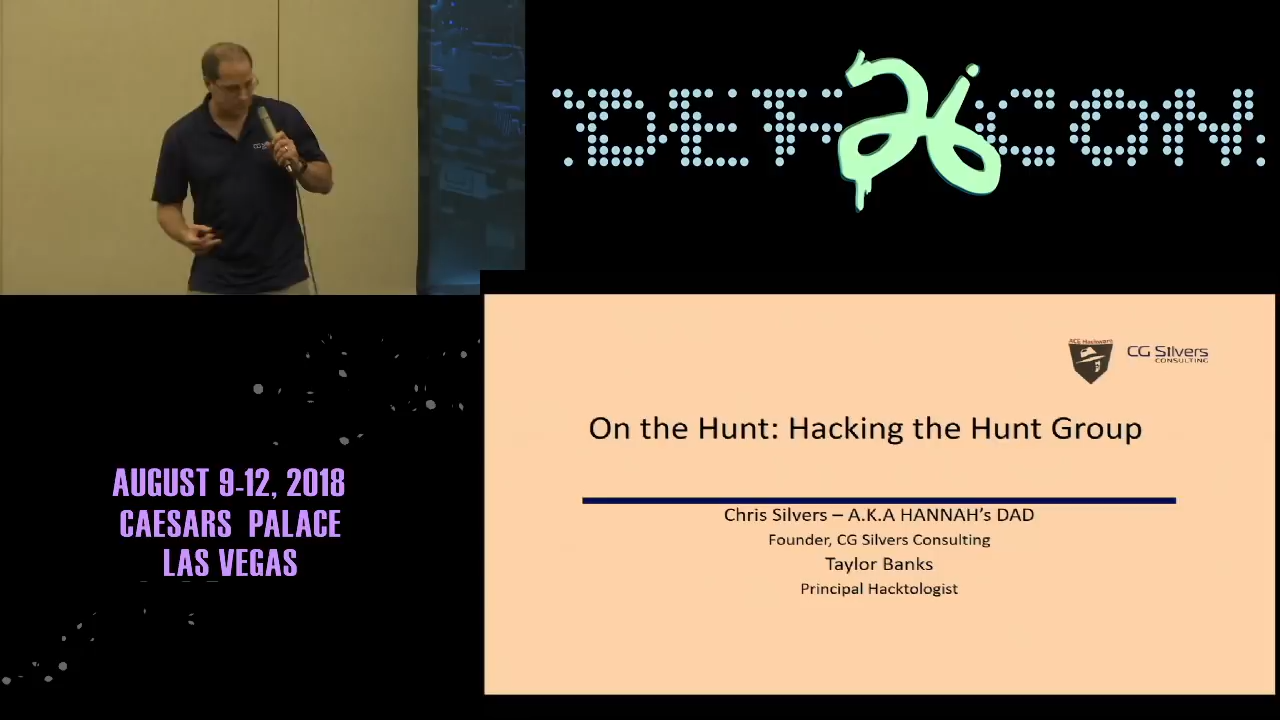 DEF 26 CON
CG Silvers
CONSULTING
On the Hunt: Hacking the Hunt Group
Chris Silvers – A.K.A HANNAH's DAD
Founder, CG Silvers Consulting
Taylor Banks
Principal Hacktologist
AUGUST 9-12, 2018
CAESARS PALACE
LAS VEGAS